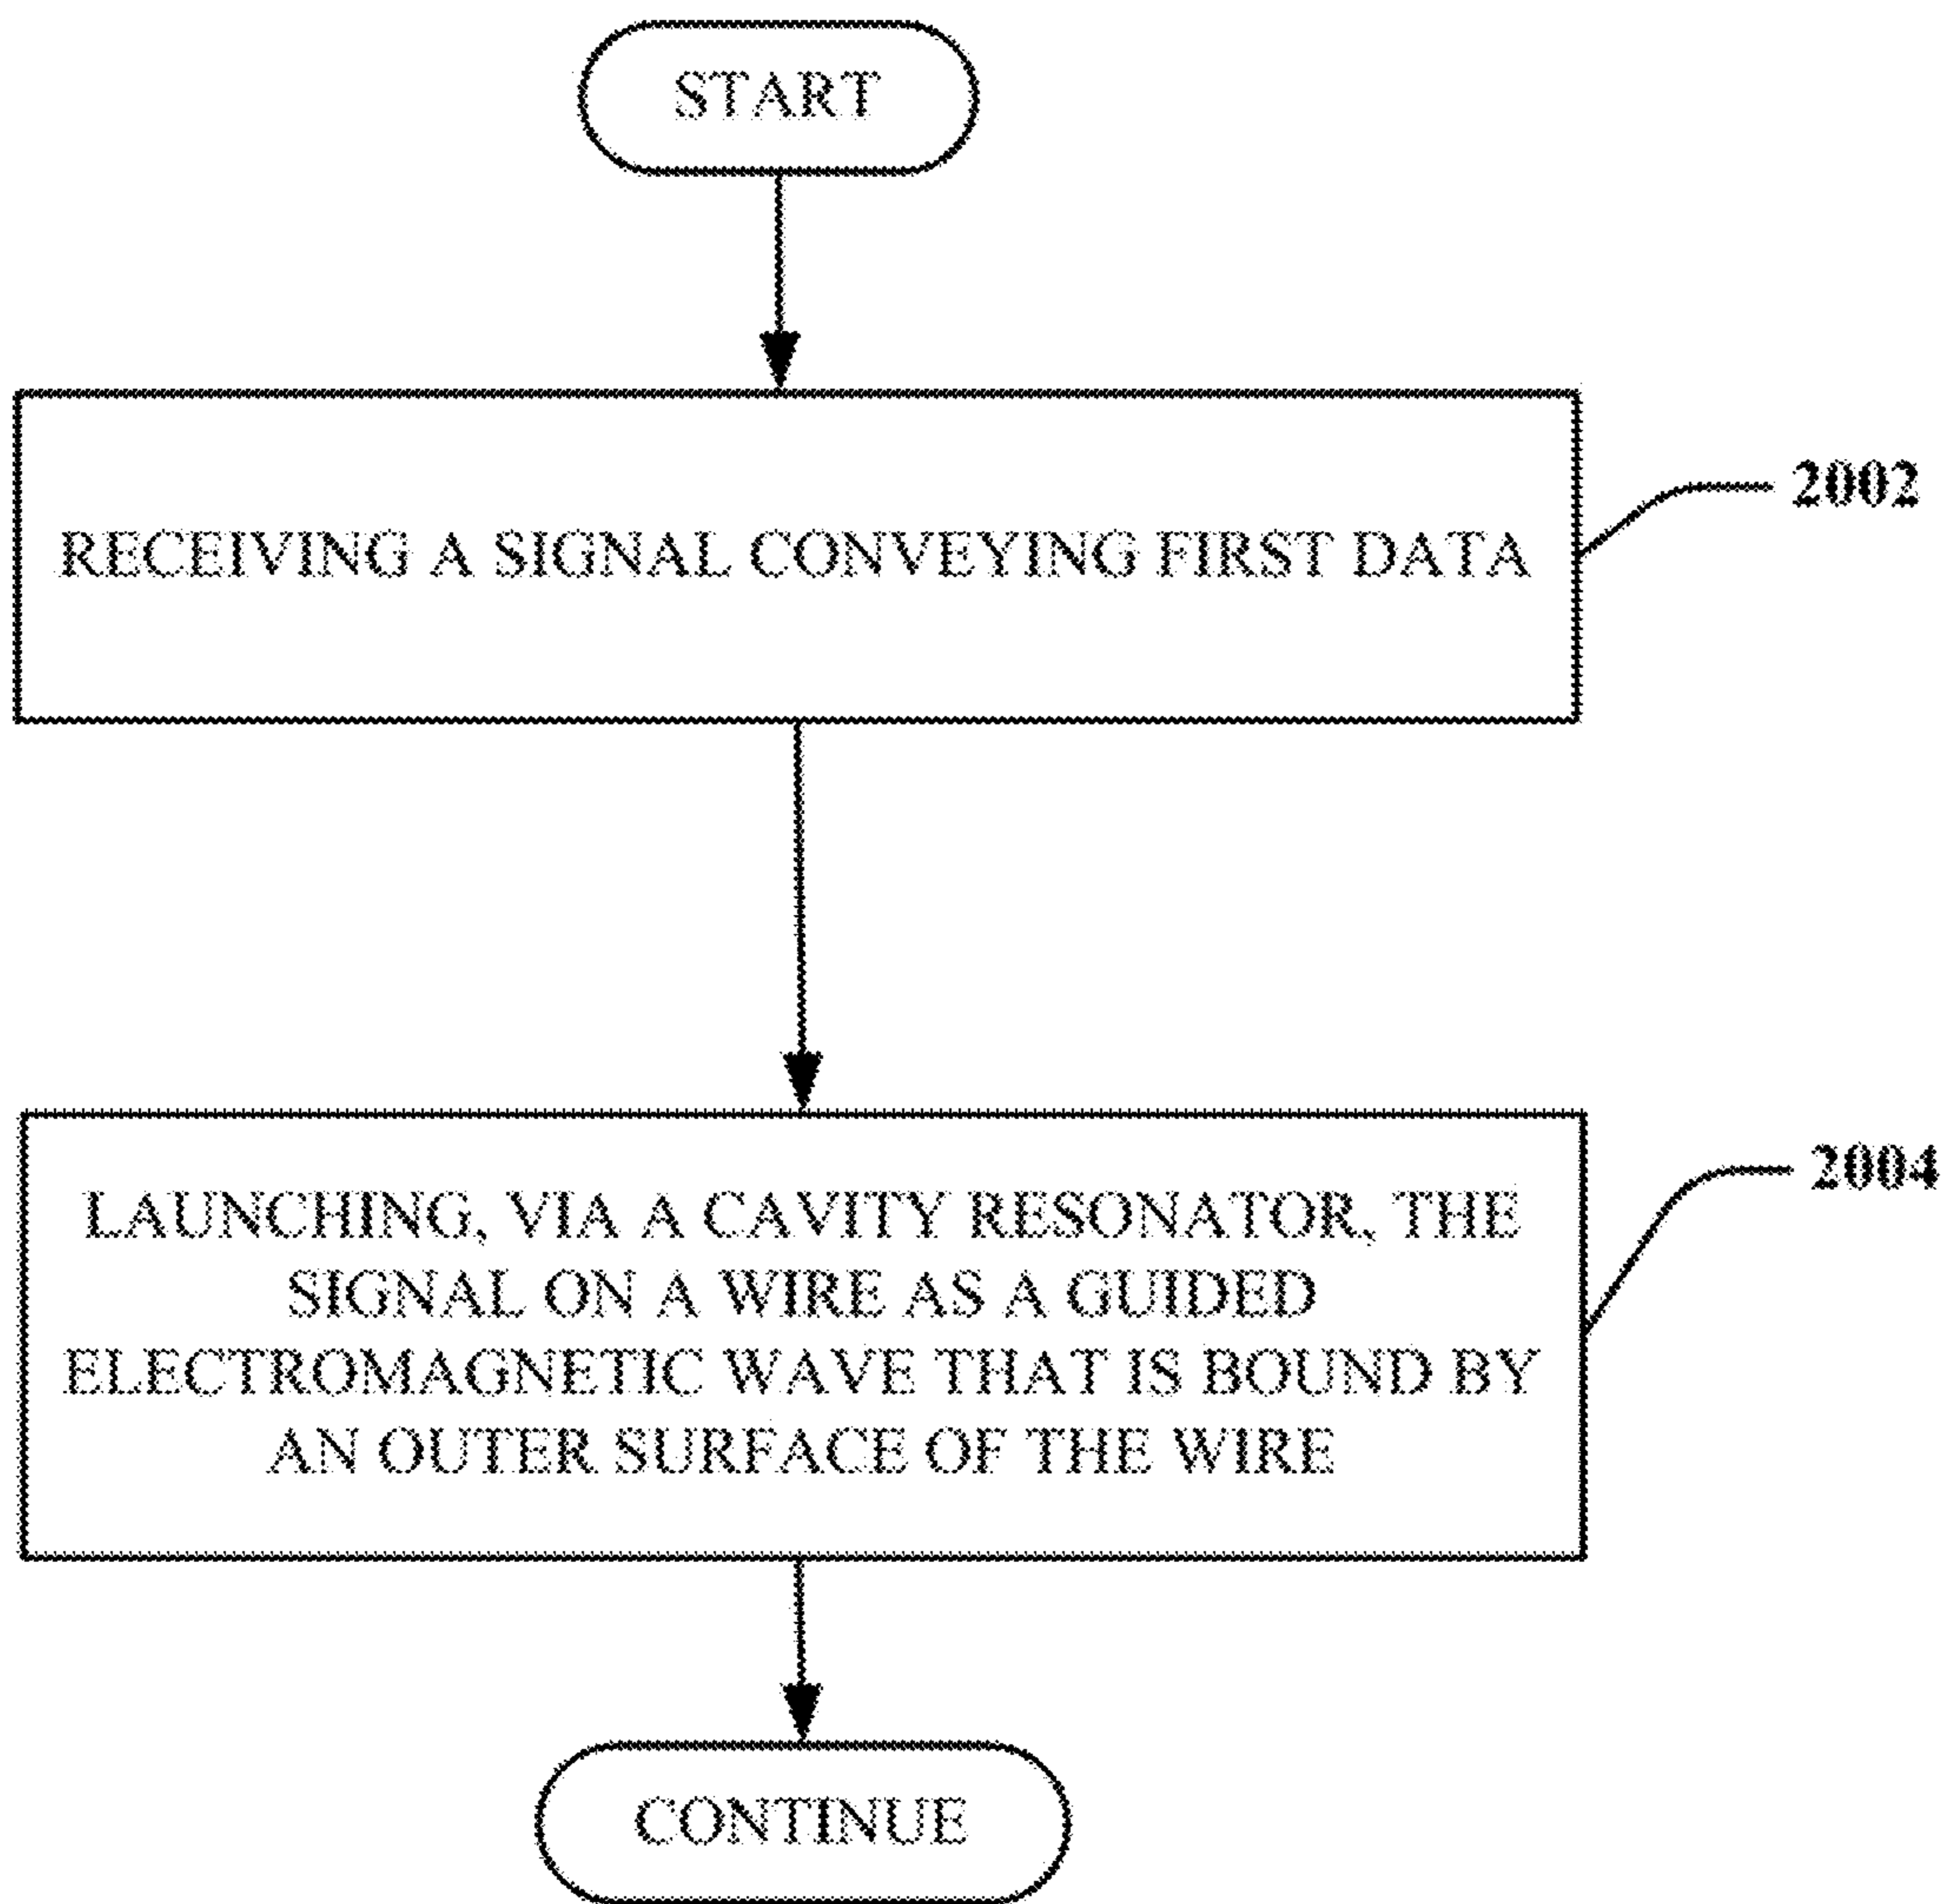 START
RECEIVING A SIGNAL CONVEYING FIRST DATA
2002
LAUNCHING, VIA A CAVITY RESONATOR, THE
SIGNAL ON A WIRE AS A GUIDED
ELECTROMAGNETIC WAVE THAT IS BOUND BY
AN OUTER SURFACE OF THE WIRE
2004
CONTINUE